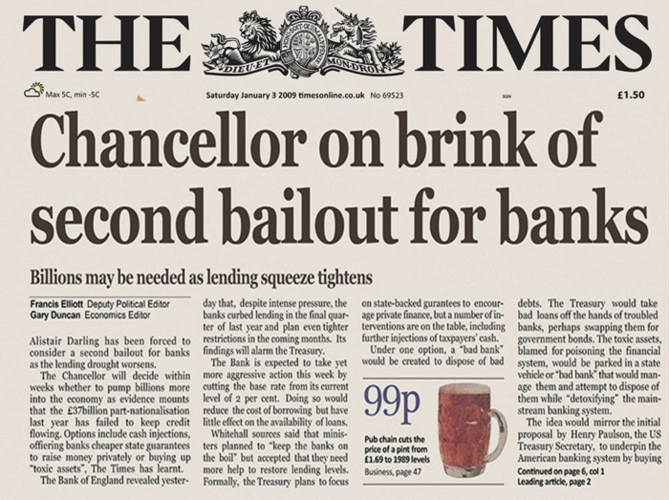 THE TIMES
DIEU ET MON DROIT
Max 5C, min -5C
Saturday January 3 2009 timesonline.co.uk No 69523
£1.50
Chancellor on brink of
second bailout for banks
Billions may be needed as lending squeeze tightens
Francis Elliott Deputy Political Editor
Gary Duncan Economics Editor
Alistair Darling has been forced to
consider a second bailout for banks
as the lending drought worsens.
The Chancellor will decide within
weeks whether to pump billions more
into the economy as evidence mounts
that the £37billion part-nationalisation
last year has failed to keep credit
flowing. Options include cash injections,
offering banks cheaper state guarantees
to raise money privately or buying up
"toxic assets", The Times has learnt.
The Bank of England revealed yester-
day that, despite intense pressure, the
banks curbed lending in the final quar-
ter of last year and plan even tighter
restrictions in the coming months. Its
findings will alarm the Treasury.
The Bank is expected to take yet
more aggressive action this week by
cutting the base rate from its current
level of 2 per cent. Doing so would
reduce the cost of borrowing but have
little effect on the availability of loans.
Whitehall sources said that minis-
ters planned to "keep the banks on
the boil" but accepted that they need
more help to restore lending levels.
Formally, the Treasury plans to focus
on state-backed gurantees to encour-
age private finance, but a number of in-
terventions are on the table, including
further injections of taxpayers' cash.
Under one option, a "bad bank"
would be created to dispose of bad
99p
Pub chain cuts the
price of a pint from
£1.69 to 1989 levels
Business, page 47
debts. The Treasury would take
bad loans off the hands of troubled
banks, perhaps swapping them for
government bonds. The toxic assets,
blamed for poisoning the financial
system, would be parked in a state
vehicle or "bad bank" that would man-
age them and attempt to dispose of
them while "detoxifying" the main-
stream banking system.
The idea would mirror the initial
proposal by Henry Paulson, the US
Treasury Secretary, to underpin the
American banking system by buying
Continued on page 6, col 1
Leading article, page 2